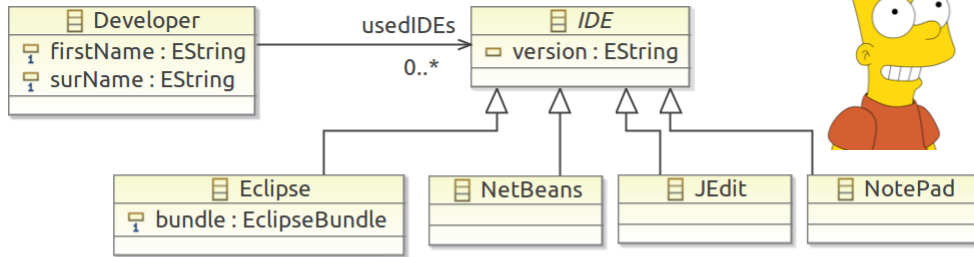 Developer
firstName : EString
surName : EString
usedIDEs
0..*
IDE
version : EString
Eclipse
bundle : EclipseBundle
NetBeans
JEdit
NotePad